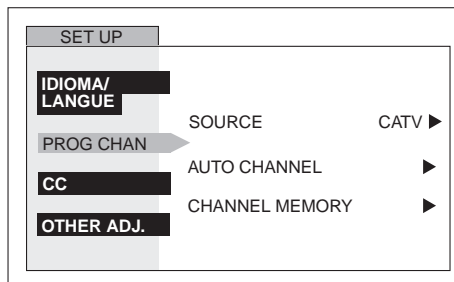 SET UP
IDIOMA/
LANGUE
PROG CHAN
CC
OTHER ADJ.
SOURCE CATV ▶
AUTO CHANNEL ▶
CHANNEL MEMORY ▶